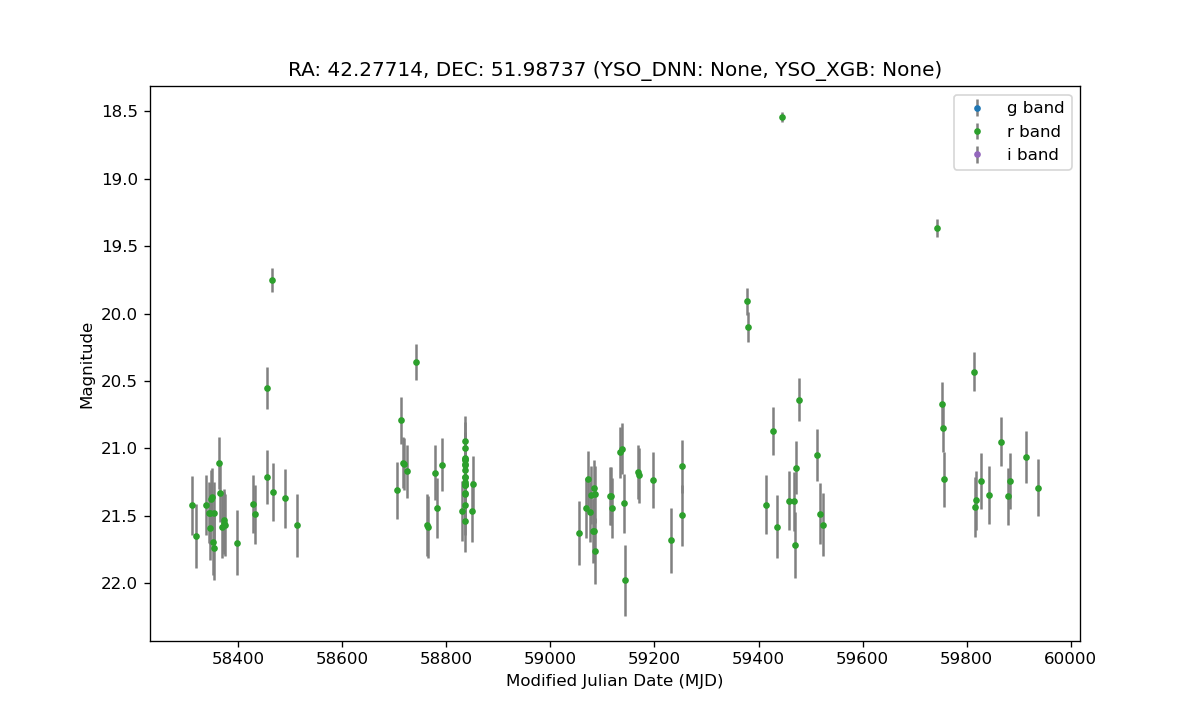 RA: 42.27714, DEC: 51.98737 (YSO_DNN: None, YSO_XGB: None)
g band
r band
i band
18.5
19.0
19.5
20.0
20.5
21.0
21.5
22.0
Magnitude
58400
58600
58800
59000
59200
59400
59600
59800
60000
Modified Julian Date (MJD)